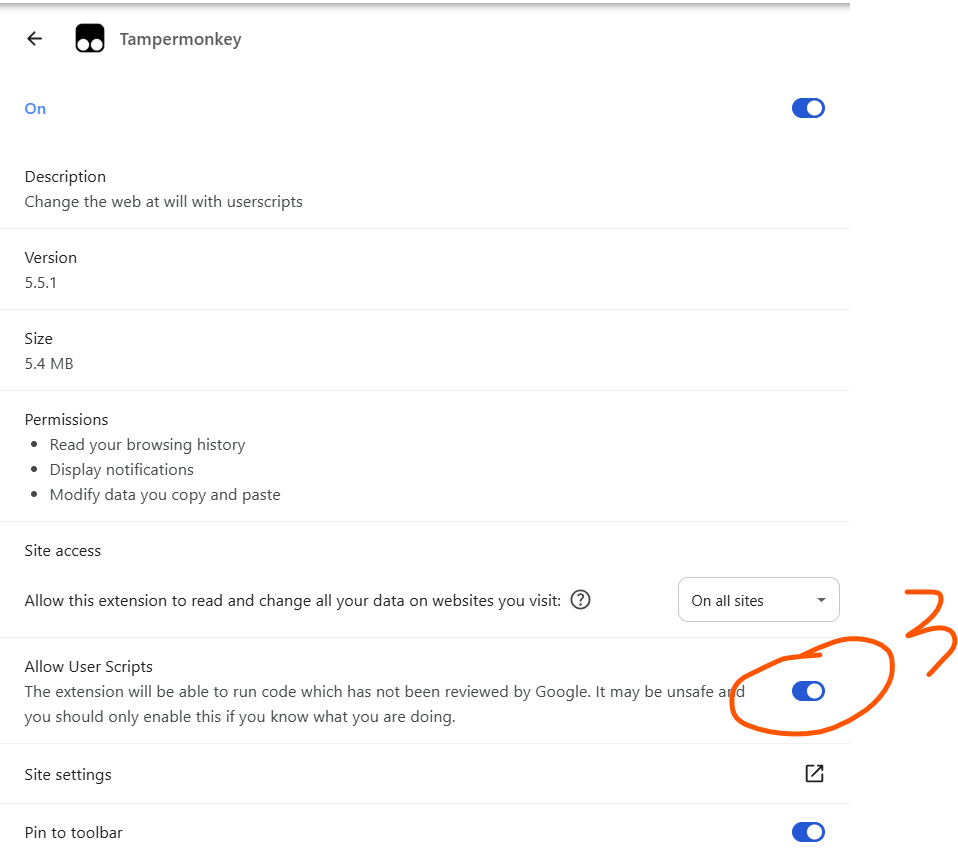 Tampermonkey
On
Description
Change the web at will with userscripts
Version
5.5.1
Size
5.4 MB
Permissions
• Read your browsing history
• Display notifications
• Modify data you copy and paste
Site access
Allow this extension to read and change all your data on websites you visit:
On all sites
3
Allow User Scripts
The extension will be able to run code which has not been reviewed by Google. It may be unsafe and
you should only enable this if you know what you are doing.
Site settings
Pin to toolbar